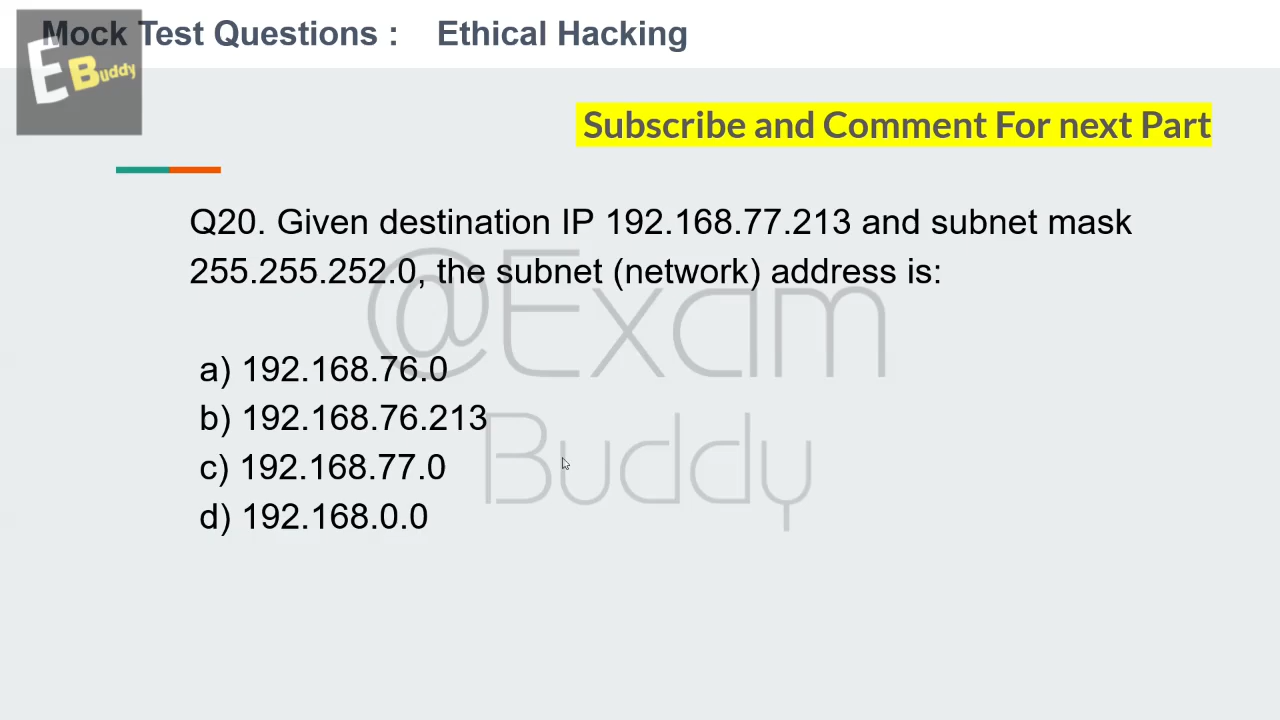 Mock Test Questions : Ethical Hacking
E Buddy
Subscribe and Comment For next Part
Q20. Given destination IP 192.168.77.213 and subnet mask
255.255.252.0, the subnet (network) address is:
@Exam
a) 192.168.76.0
b) 192.168.76.213
Buddy
c) 192.168.77.0
d) 192.168.0.0